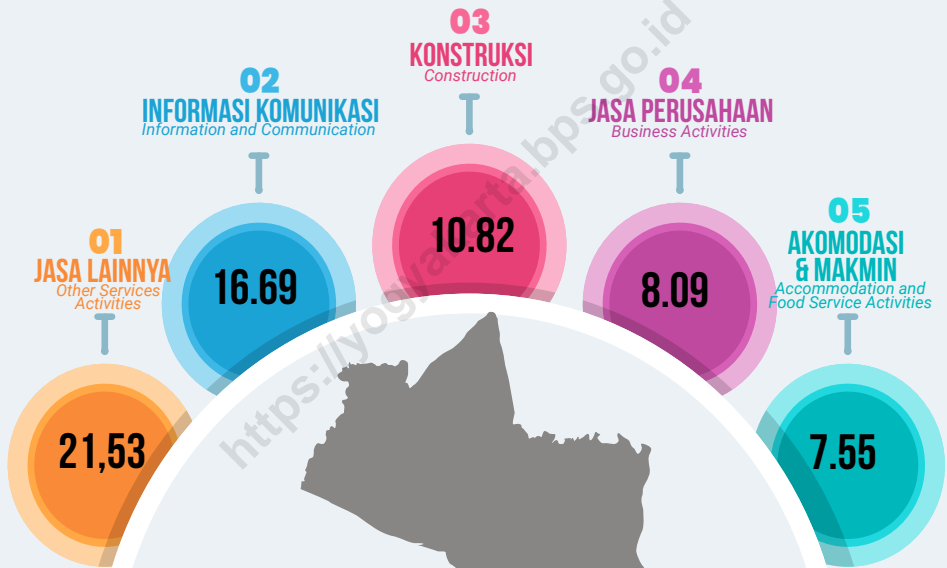 01
JASA LAINNYA
Other Services
Activities
21,53
02
INFORMASI KOMUNIKASI
Information and Communication
16.69
03
KONSTRUKSI
Construction
10.82
04
JASA PERUSAHAAN
Business Activities
8.09
05
AKOMODASI
& MAKMIN
Accommodation and
Food Service Activities
7.55
https://yogyakarta.bps.go.id